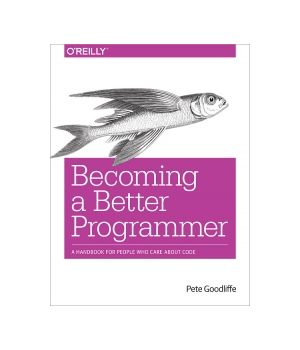 O'REILLY®
Becoming
a Better
Programmer
A HANDBOOK FOR PEOPLE WHO CARE ABOUT CODE
Pete Goodliffe